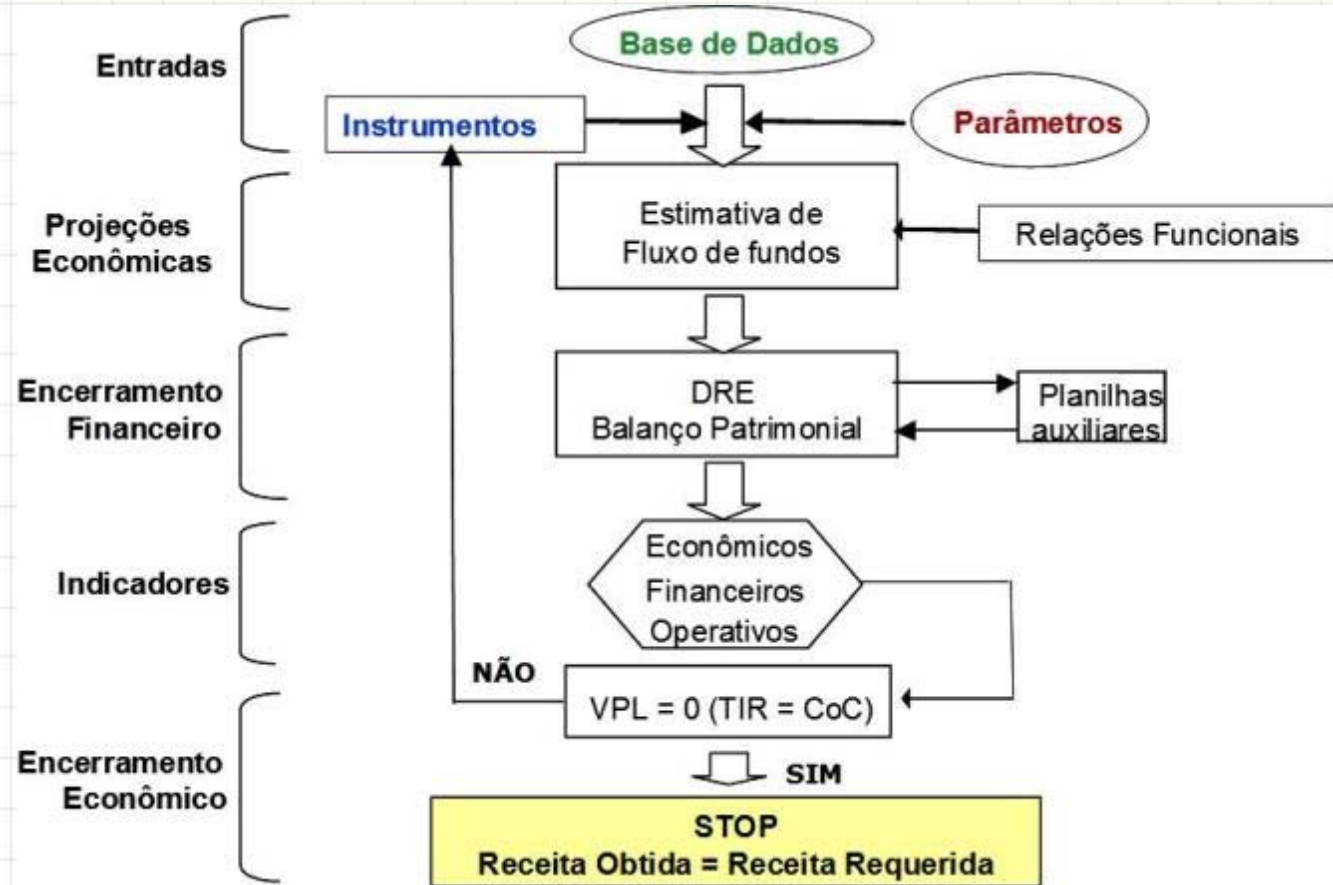 Base de Dados
Entradas
Instrumentos
Parâmetros
Estimativa de
Fluxo de fundos
Projeções
Econômicas
Relações Funcionais
Encerramento
Financeiro
DRE
Balanço Patrimonial
Planilhas
auxiliares
Indicadores
Econômicos
Financeiros
Operativos
NÃO
VPL = 0 (TIR = CoC)
SIM
Encerramento
Econômico
STOP
Receita Obtida = Receita Requerida